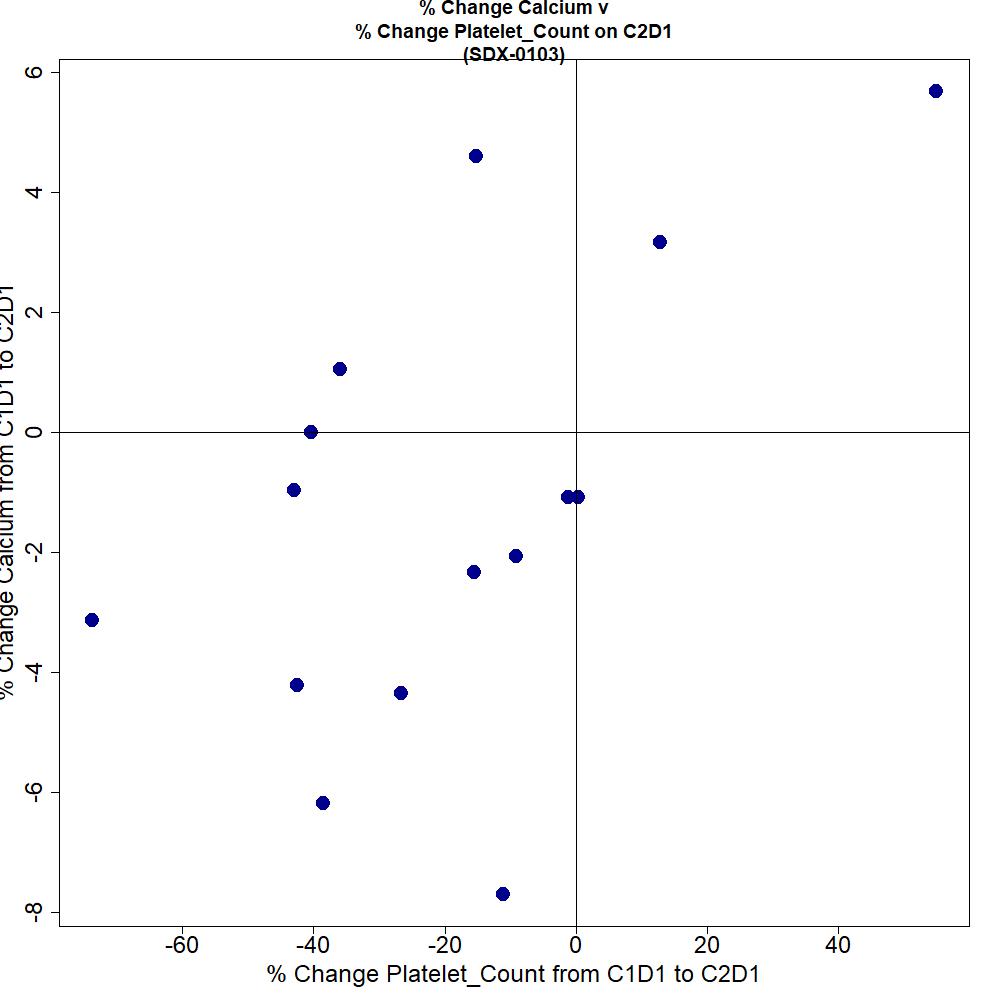 % Change Calcium v
% Change Platelet_Count on C2D1
(SDX-0103)
% Change Calcium from C1D1 to C2D1
6
4
2
0
-2
-4
-6
-8
-60
-40
-20
0
20
40
% Change Platelet_Count from C1D1 to C2D1